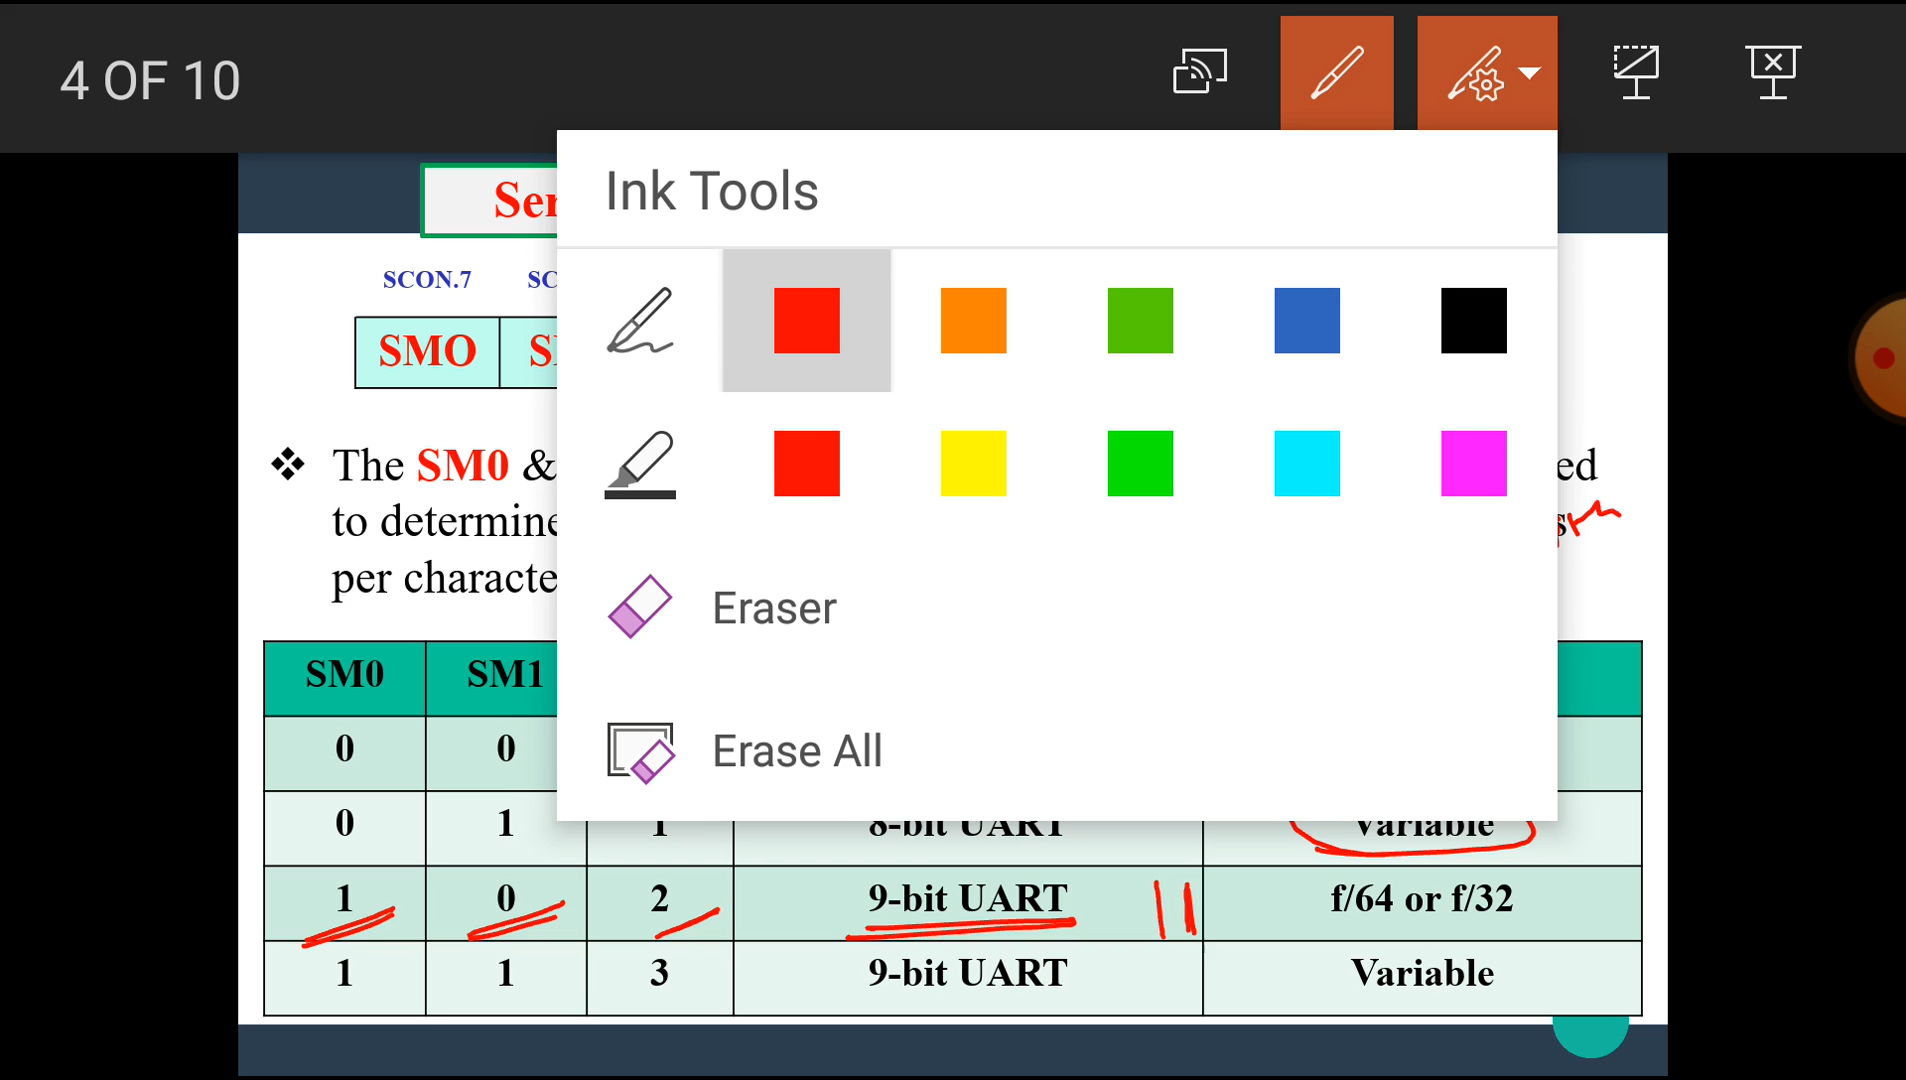 4 OF 10
Ink Tools
Ser
SCON.7 SC
SMO S
The SM0 & ed
to determine s
per characte
Eraser
Erase All
SM0 SM1
0 0
0 1 1 8-bit UART Variable
1 0 2 9-bit UART f/64 or f/32
1 1 3 9-bit UART Variable